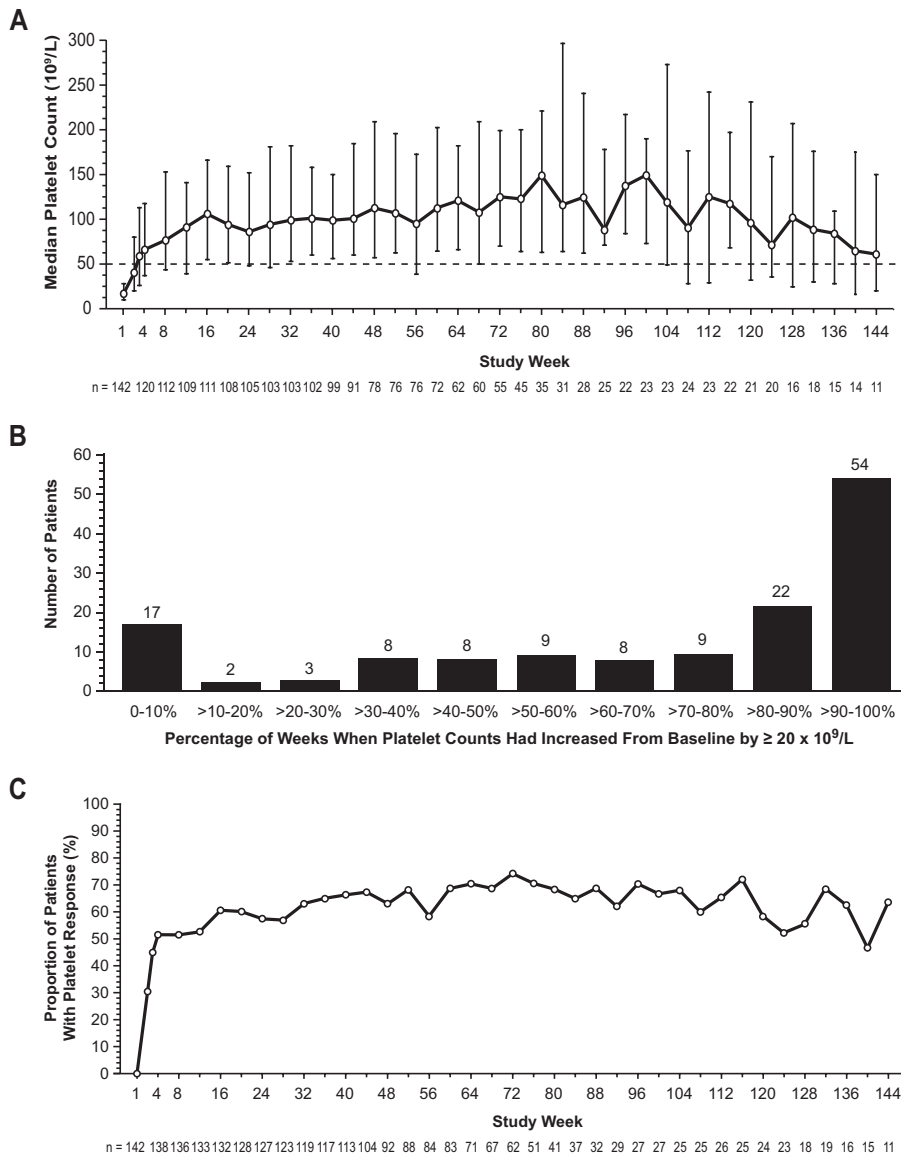 A
Median Platelet Count (10⁹/L)
300
250
200
150
100
50
0
1 4 8 16 24 32 40 48 56 64 72 80 88 96 104 112 120 128 136 144
Study Week
n = 142 120 112 109 111 108 105 103 103 102 99 91 78 76 76 72 62 60 55 45 35 31 28 25 22 23 23 24 23 22 21 20 16 18 15 14 11
B
Number of Patients
60
50
40
30
20
10
0
17 2 3 8 8 9 8 9 22 54
0-10% >10-20% >20-30% >30-40% >40-50% >50-60% >60-70% >70-80% >80-90% >90-100%
Percentage of Weeks When Platelet Counts Had Increased From Baseline by ≥ 20 x 10⁹/L
C
Proportion of Patients
With Platelet Response (%)
100
90
80
70
60
50
40
30
20
10
0
1 4 8 16 24 32 40 48 56 64 72 80 88 96 104 112 120 128 136 144
Study Week
n = 142 138 136 133 132 128 127 123 119 117 113 104 92 88 84 83 71 67 62 51 41 37 32 29 27 27 25 25 26 25 24 23 18 19 16 15 11